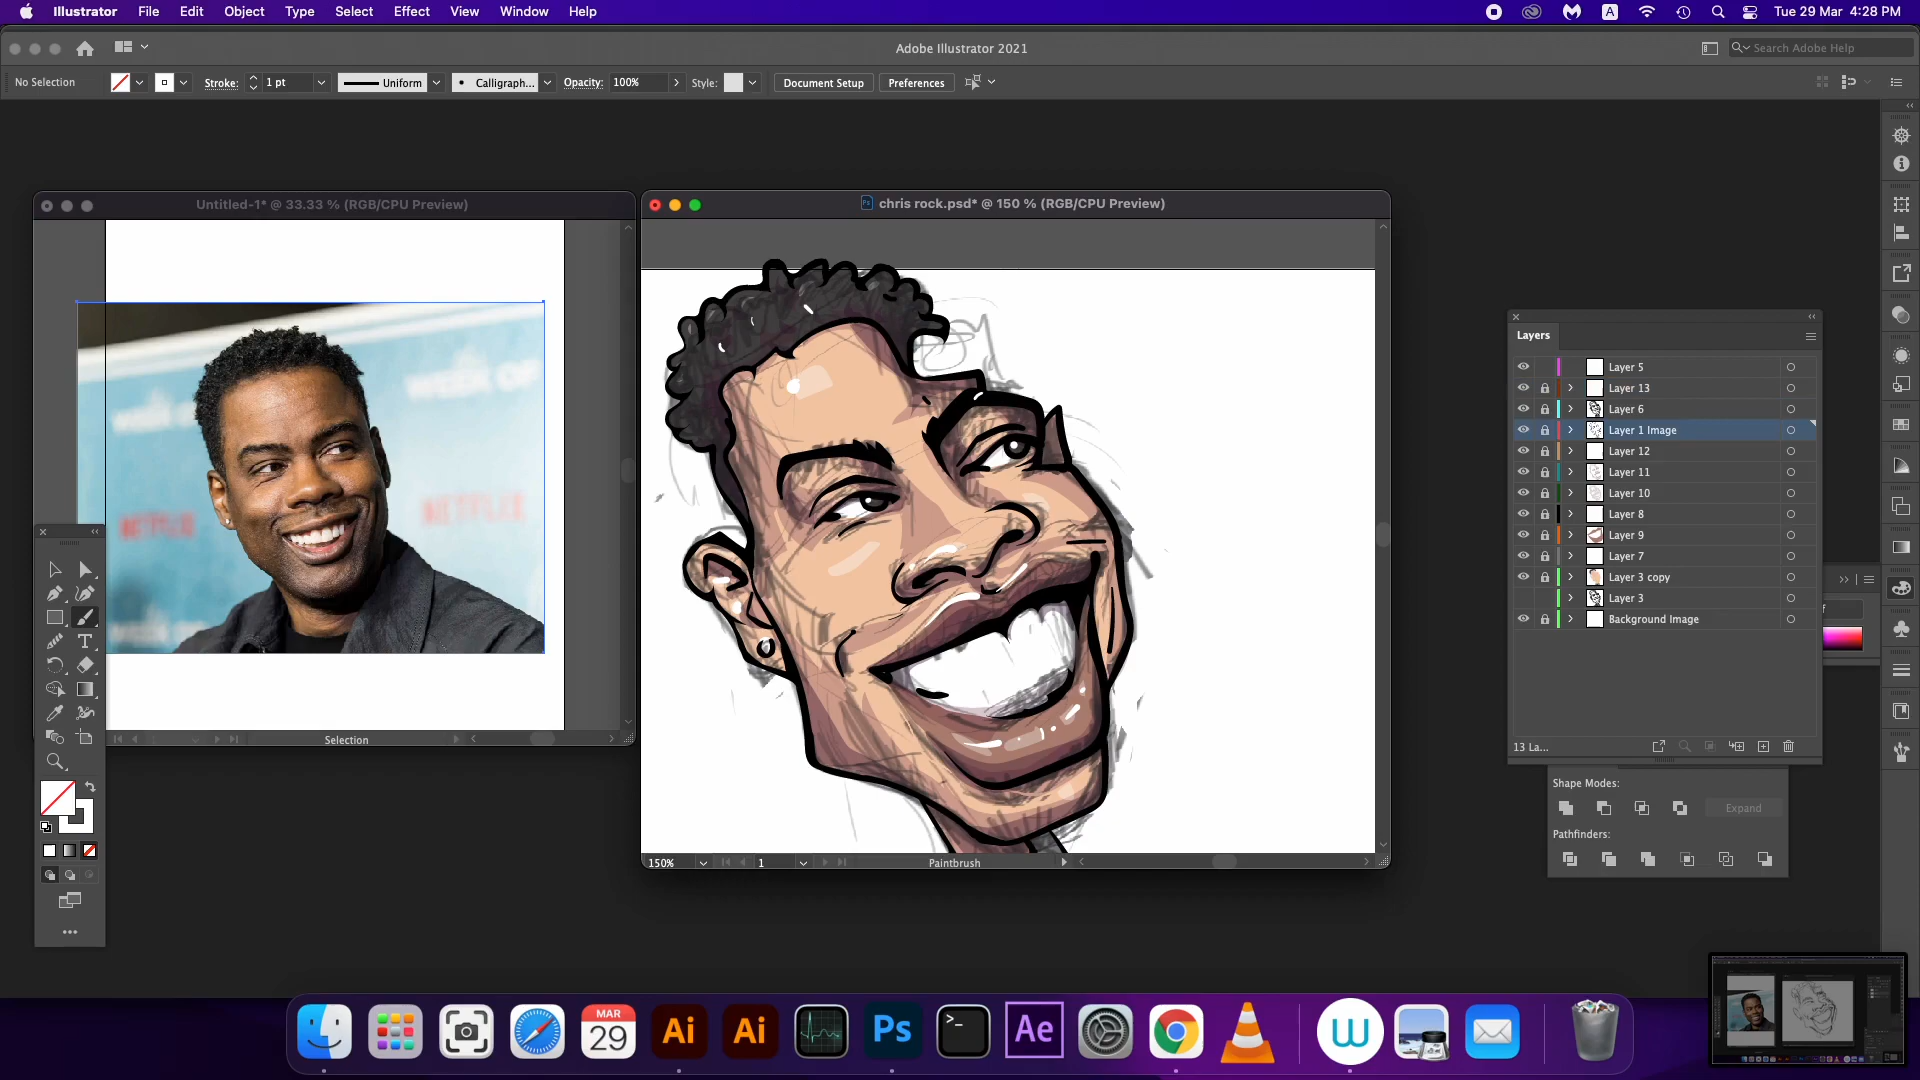 Illustrator File Edit Object Type Select Effect View Window Help
A
Tue 29 Mar 4:28 PM
Adobe Illustrator 2021
Search Adobe Help
No Selection
Stroke:
1 pt
Uniform
Calligraph...
Opacity:
100%
Style:
Document Setup
Preferences
Untitled-1* @ 33.33 % (RGB/CPU Preview)
chris rock.psd* @ 150 % (RGB/CPU Preview)
WEEK OF
NETFLIX
NETFLIX
Selection
150%
1
Paintbrush
Layers
Layer 5
Layer 13
Layer 6
Layer 1 Image
Layer 12
Layer 11
Layer 10
Layer 8
Layer 9
Layer 7
Layer 3 copy
Layer 3
Background Image
13 La...
Shape Modes:
Expand
Pathfinders:
MAR
29
Ai
Ai
Ps
>_
Ae
W